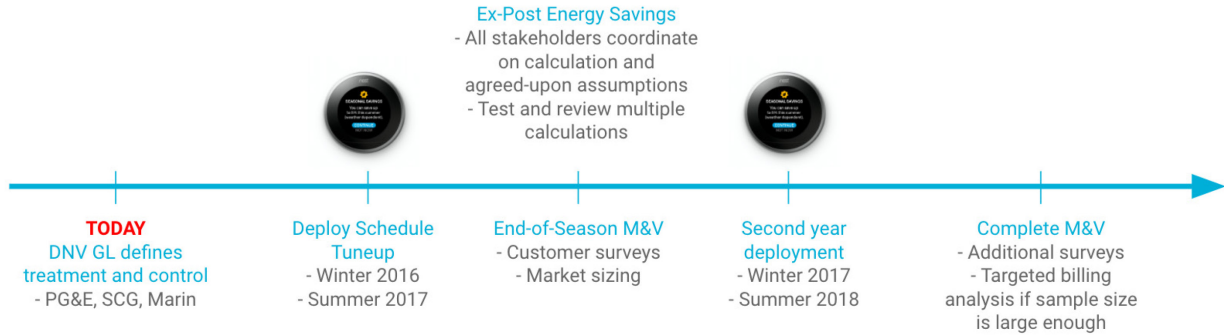 Ex-Post Energy Savings
- All stakeholders coordinate
on calculation and
agreed-upon assumptions
- Test and review multiple
calculations
SEASONAL SAVINGS
SEASONAL SAVINGS
TODAY
DNV GL defines
treatment and control
- PG&E, SCG, Marin
Deploy Schedule
Tuneup
- Winter 2016
- Summer 2017
End-of-Season M&V
- Customer surveys
- Market sizing
Second year
deployment
- Winter 2017
- Summer 2018
Complete M&V
- Additional surveys
- Targeted billing
analysis if sample size
is large enough